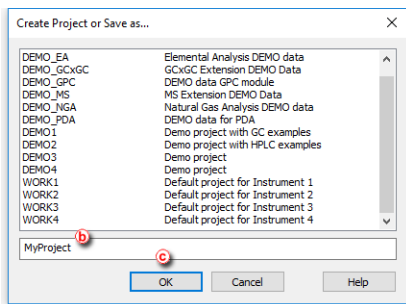 Create Project or Save as...
DEMO_EA Elemental Analysis DEMO data
DEMO_GCxGC GCxGC Extension DEMO Data
DEMO_GPC DEMO data GPC module
DEMO_MS MS Extension DEMO Data
DEMO_NGA Natural Gas Analysis DEMO data
DEMO_PDA DEMO data for PDA
DEMO1 Demo project with GC examples
DEMO2 Demo project with HPLC examples
DEMO3 Demo project
DEMO4 Demo project
WORK1 Default project for Instrument 1
WORK2 Default project for Instrument 2
WORK3 Default project for Instrument 3
WORK4 Default project for Instrument 4
b
MyProject
c
OK Cancel Help